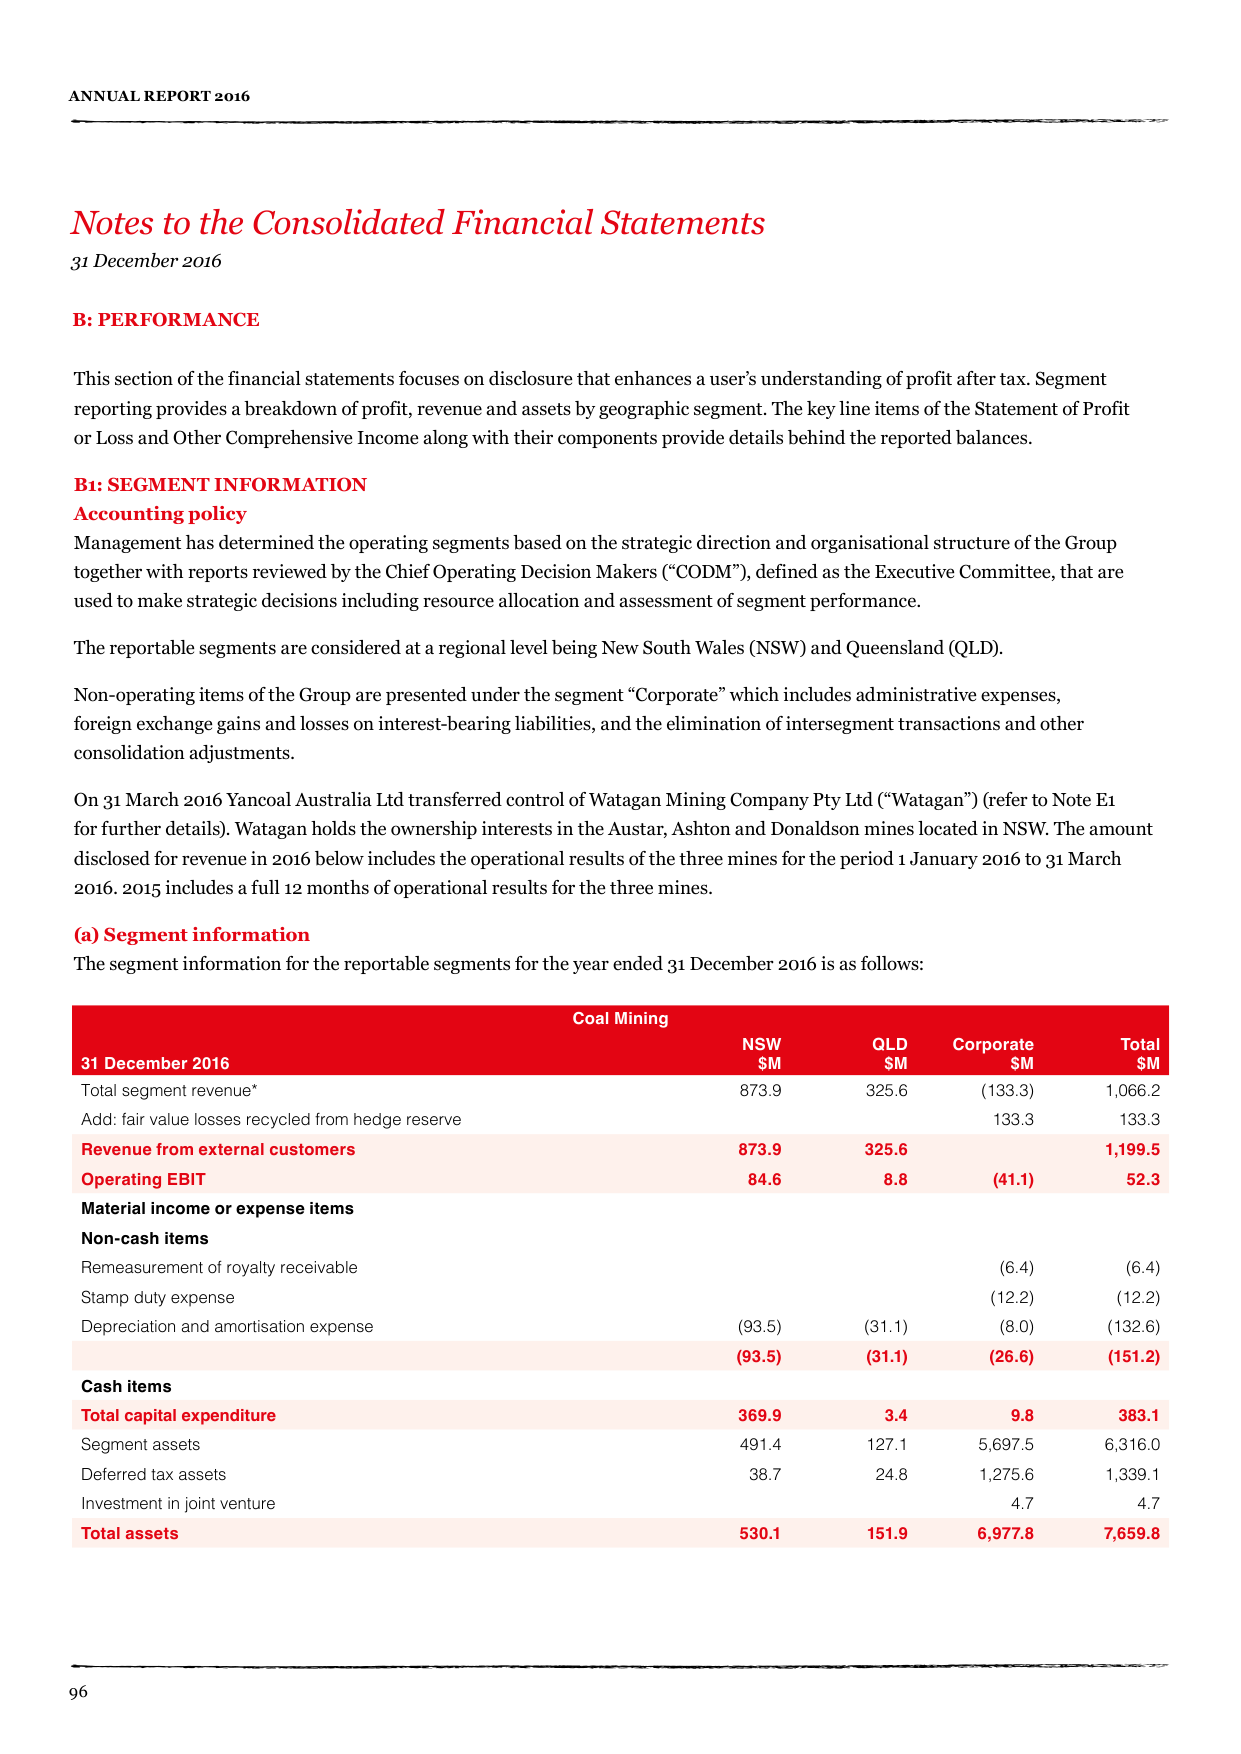 ANNUAL REPORT 2016
Notes to the Consolidated Financial Statements
31 December 2016
B: PERFORMANCE
This section of the financial statements focuses on disclosure that enhances a user’s understanding of profit after tax. Segment
reporting provides a breakdown of profit, revenue and assets by geographic segment. The key line items of the Statement of Profit
or Loss and Other Comprehensive Income along with their components provide details behind the reported balances.
B1: SEGMENT INFORMATION
Accounting policy
Management has determined the operating segments based on the strategic direction and organisational structure of the Group
together with reports reviewed by the Chief Operating Decision Makers (“CODM”), defined as the Executive Committee, that are
used to make strategic decisions including resource allocation and assessment of segment performance.
The reportable segments are considered at a regional level being New South Wales (NSW) and Queensland (QLD).
Non-operating items of the Group are presented under the segment “Corporate” which includes administrative expenses,
foreign exchange gains and losses on interest-bearing liabilities, and the elimination of intersegment transactions and other
consolidation adjustments.
On 31 March 2016 Yancoal Australia Ltd transferred control of Watagan Mining Company Pty Ltd (“Watagan”) (refer to Note E1
for further details). Watagan holds the ownership interests in the Austar, Ashton and Donaldson mines located in NSW. The amount
disclosed for revenue in 2016 below includes the operational results of the three mines for the period 1 January 2016 to 31 March
2016. 2015 includes a full 12 months of operational results for the three mines.
(a) Segment information
The segment information for the reportable segments for the year ended 31 December 2016 is as follows:
Coal Mining
NSW QLD Corporate Total
31 December 2016 $M $M $M $M
Total segment revenue* 873.9 325.6 (133.3) 1,066.2
Add: fair value losses recycled from hedge reserve 133.3 133.3
Revenue from external customers 873.9 325.6 1,199.5
Operating EBIT 84.6 8.8 (41.1) 52.3
Material income or expense items
Non-cash items
Remeasurement of royalty receivable (6.4) (6.4)
Stamp duty expense (12.2) (12.2)
Depreciation and amortisation expense (93.5) (31.1) (8.0) (132.6)
(93.5) (31.1) (26.6) (151.2)
Cash items
Total capital expenditure 369.9 3.4 9.8 383.1
Segment assets 491.4 127.1 5,697.5 6,316.0
Deferred tax assets 38.7 24.8 1,275.6 1,339.1
Investment in joint venture 4.7 4.7
Total assets 530.1 151.9 6,977.8 7,659.8
96